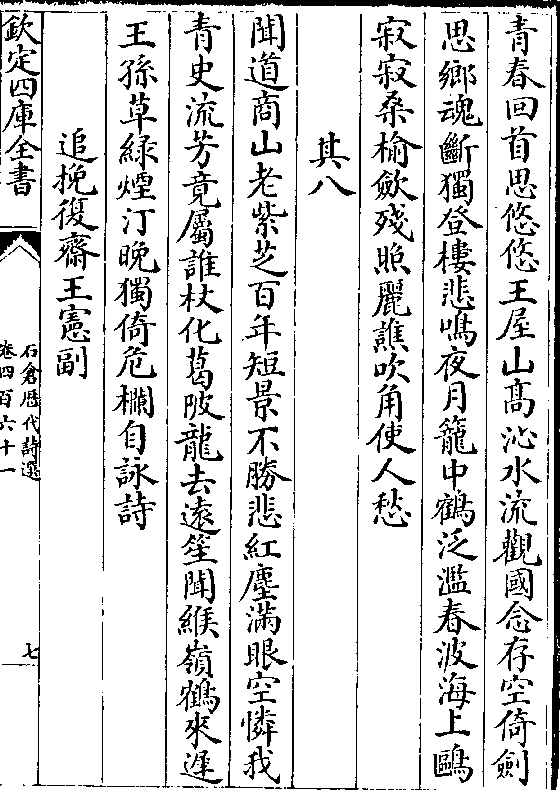 青春回首思悠悠王屋山髙沁水流觀國念存空倚劍
思鄉魂斷獨登樓悲鳴夜月籠中鶴泛濫春波海上鷗
寂寂桑榆歛殘照麗譙吹角使人愁
其八
聞道商山老紫芝百年短景不勝悲紅塵滿眼空憐我
青史流芳竟屬誰杖化葛陂龍去遠笙聞緱嶺鶴來遲
王孫草綠煙汀晚獨倚危欄自詠詩
追挽復齋王憲副
欽定四庫全書
石倉歷代詩選
卷四百六十一
七